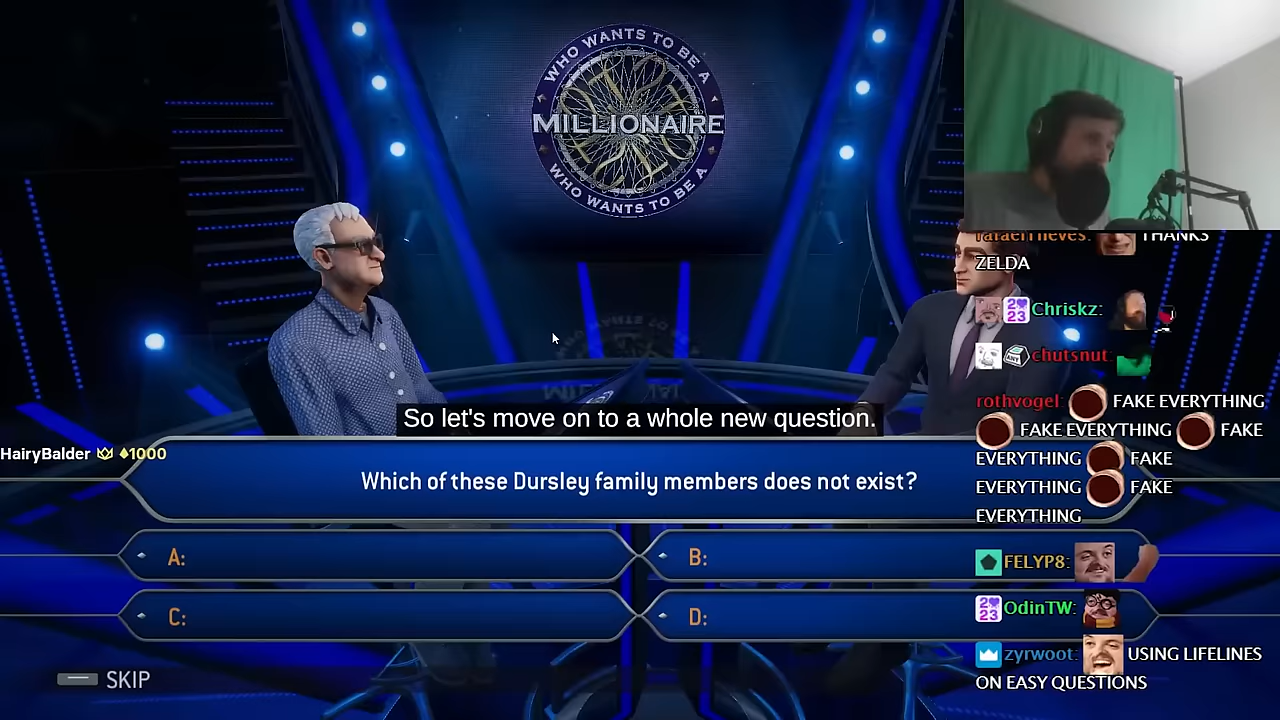 WHO WANTS TO BE A
MILLIONAIRE
WHO WANTS TO BE A
THANKS
ZELDA
Chriskz:
chutsnut:
rothvogel: FAKE EVERYTHING
FAKE EVERYTHING FAKE
EVERYTHING FAKE
EVERYTHING FAKE
EVERYTHING
FELYP8:
OdinTW:
zyrwoot: USING LIFELINES
ON EASY QUESTIONS
So let's move on to a whole new question.
HairyBalder 1000
Which of these Dursley family members does not exist?
A:
B:
C:
D:
SKIP